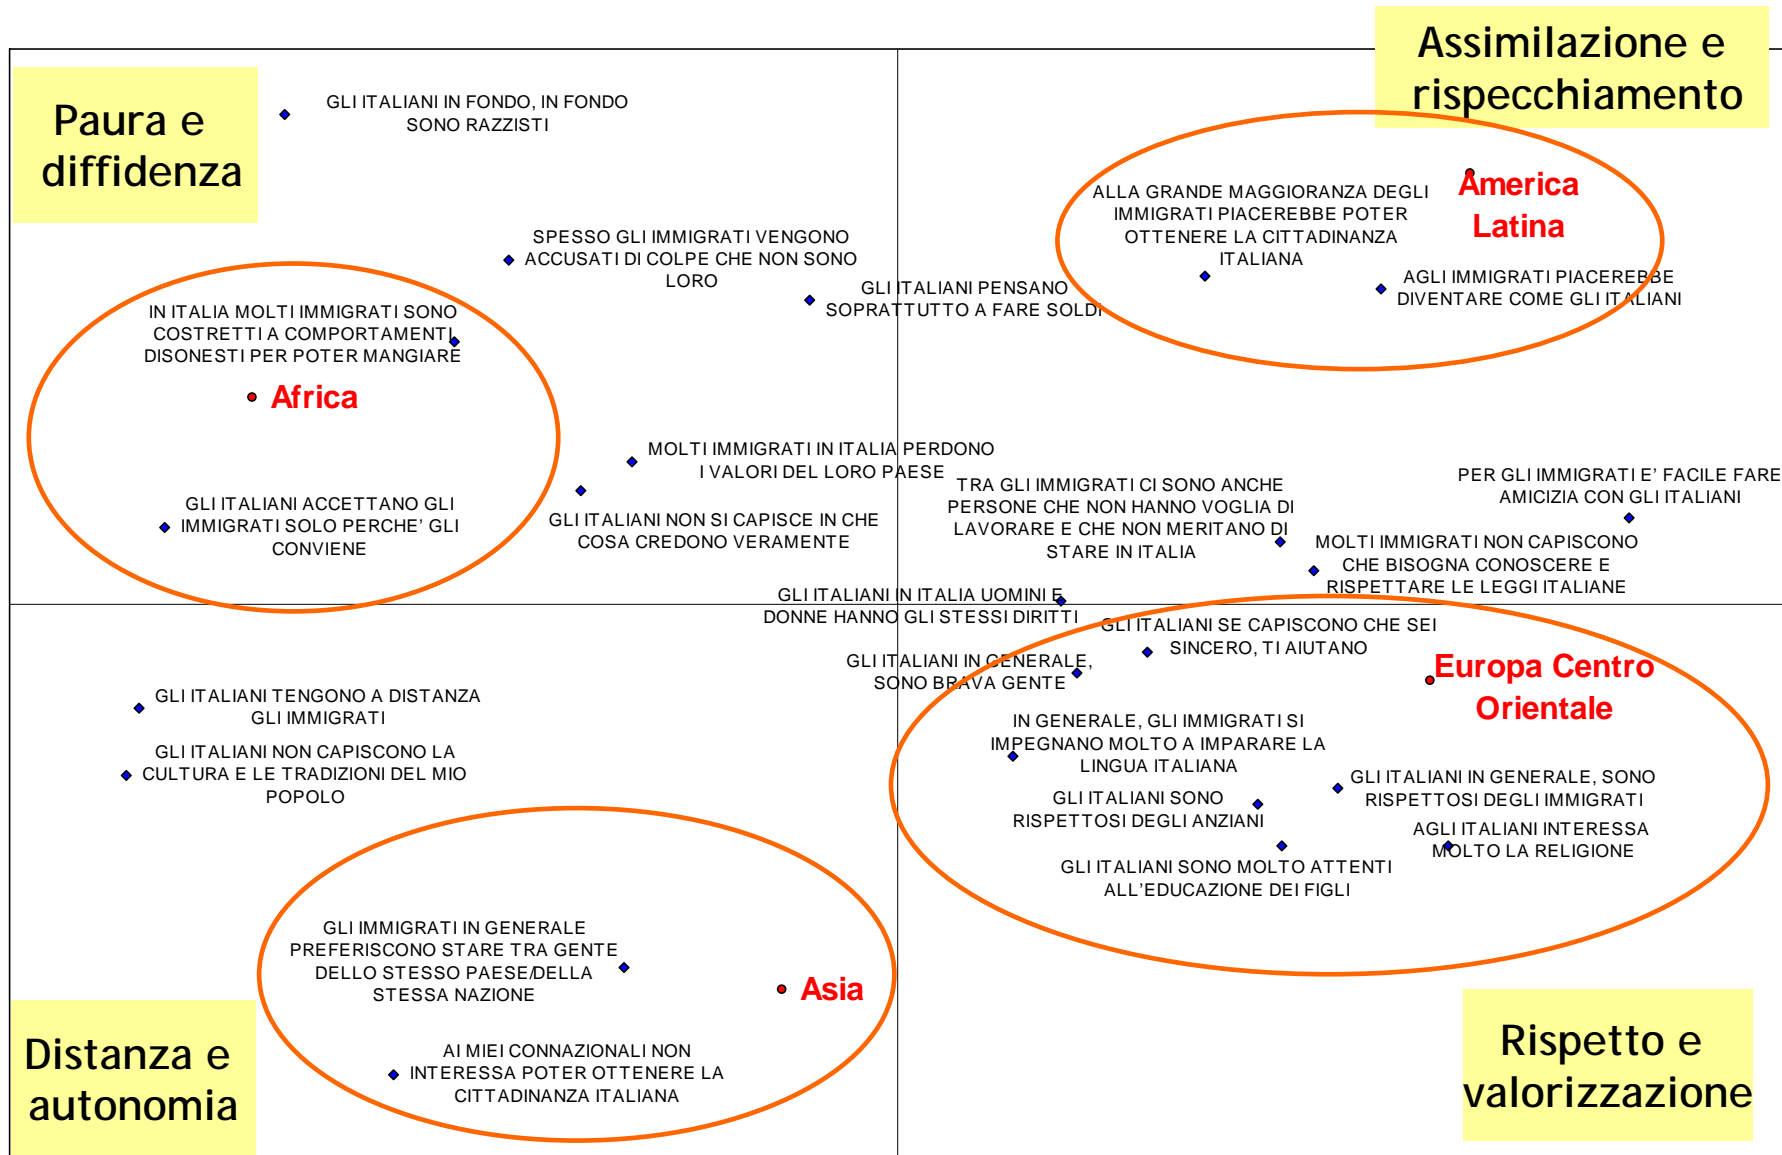 Assimilazione e
rispecchiamento
Paura e
diffidenza
GLI ITALIANI IN FONDO, IN FONDO
SONO RAZZISTI
ALLA GRANDE MAGGIORANZA DEGLI
IMMIGRATI PIACEREBBE POTER
OTTENERE LA CITTADINANZA
ITALIANA
America
Latina
SPESSO GLI IMMIGRATI VENGONO
ACCUSATI DI COLPE CHE NON SONO
LORO
GLI ITALIANI PENSANO
SOPRATTUTTO A FARE SOLDI
AGLI IMMIGRATI PIACEREBBE
DIVENTARE COME GLI ITALIANI
IN ITALIA MOLTI IMMIGRATI SONO
COSTRETTI A COMPORTAMENTI
DISONESTI PER POTER MANGIARE
Africa
MOLTI IMMIGRATI IN ITALIA PERDONO
I VALORI DEL LORO PAESE
GLI ITALIANI ACCETTANO GLI
IMMIGRATI SOLO PERCHE' GLI
CONVIENE
GLI ITALIANI NON SI CAPISCE IN CHE
COSA CREDONO VERAMENTE
TRA GLI IMMIGRATI CI SONO ANCHE
PERSONE CHE NON HANNO VOGLIA DI
LAVORARE E CHE NON MERITANO DI
STARE IN ITALIA
PER GLI IMMIGRATI E' FACILE FARE
AMICIZIA CON GLI ITALIANI
MOLTI IMMIGRATI NON CAPISCONO
CHE BISOGNA CONOSCERE E
RISPETTARE LE LEGGI ITALIANE
GLI ITALIANI IN ITALIA UOMINI E
DONNE HANNO GLI STESSI DIRITTI
GLI ITALIANI SE CAPISCONO CHE SEI
SINCERO, TI AIUTANO
GLI ITALIANI IN GENERALE,
SONO BRAVA GENTE
Europa Centro
Orientale
GLI ITALIANI TENGONO A DISTANZA
GLI IMMIGRATI
GLI ITALIANI NON CAPISCONO LA
CULTURA E LE TRADIZIONI DEL MIO
POPOLO
IN GENERALE, GLI IMMIGRATI SI
IMPEGNANO MOLTO A IMPARARE LA
LINGUA ITALIANA
GLI ITALIANI IN GENERALE, SONO
RISPETTOSI DEGLI IMMIGRATI
GLI ITALIANI SONO
RISPETTOSI DEGLI ANZIANI
AGLI ITALIANI INTERESSA
MOLTO LA RELIGIONE
GLI ITALIANI SONO MOLTO ATTENTI
ALL'EDUCAZIONE DEI FIGLI
GLI IMMIGRATI IN GENERALE
PREFERISCONO STARE TRA GENTE
DELLO STESSO PAESE/DELLA
STESSA NAZIONE
Asia
AI MIEI CONNAZIONALI NON
INTERESSA POTER OTTENERE LA
CITTADINANZA ITALIANA
Distanza e
autonomia
Rispetto e
valorizzazione